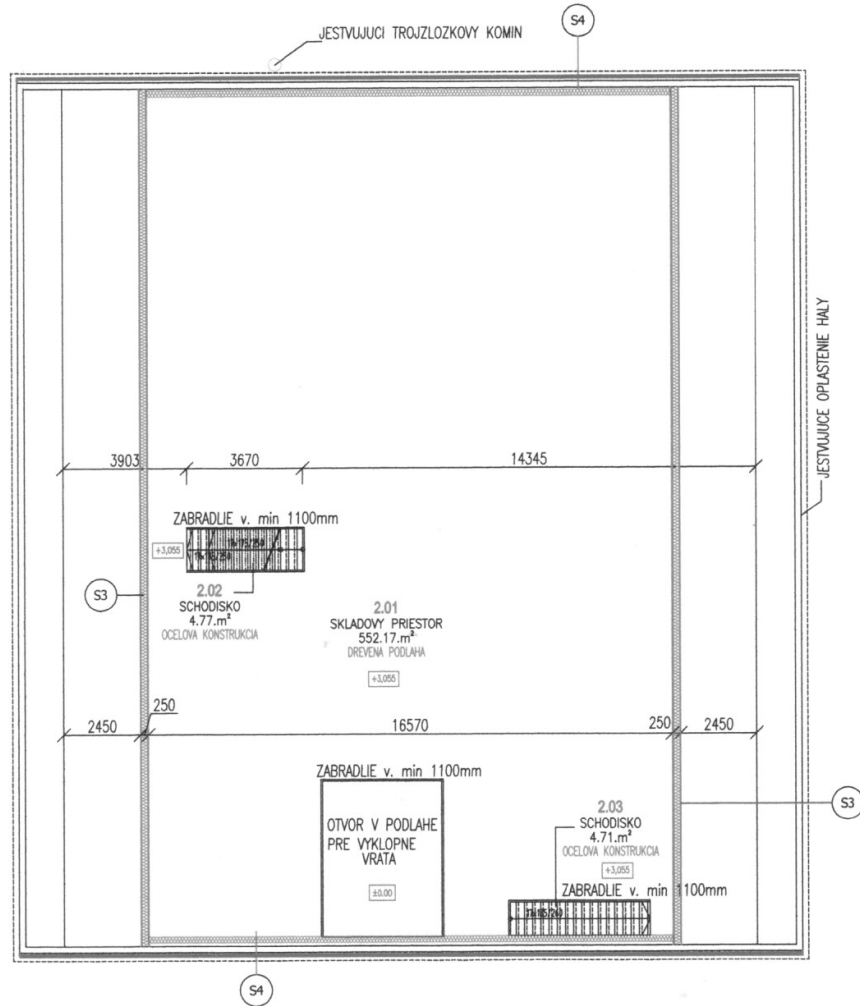 JESTVUJUCI TROJZLOZKOVY KOMIN
S4
JESTVUJUCE OPLASTENIE HALY
3903
3670
14345
ZABRADLIE v. min 1100mm
+3,055
S3
2.02
SCHODISKO
4.77.m²
OCELOVA KONSTRUKCIA
2.01
SKLADOVY PRIESTOR
552.17.m²
DREVENA PODLAHA
+3,055
2450
250
16570
250
2450
ZABRADLIE v. min 1100mm
OTVOR V PODLAHE
PRE VYKLOPNE
VRATA
±0.00
2.03
SCHODISKO
4.71.m²
OCELOVA KONSTRUKCIA
+3,055
S3
ZABRADLIE v. min 1100mm
S4